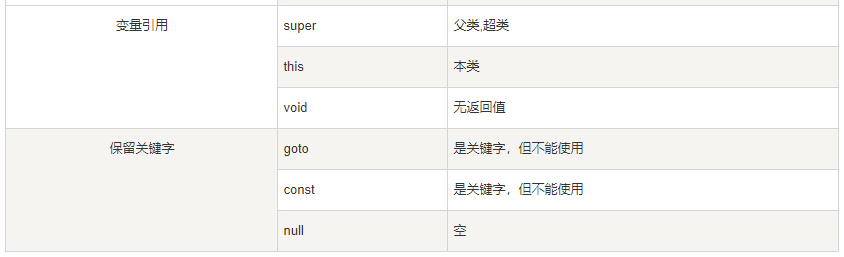 变量引用 super 父类,超类
this 本类
void 无返回值
保留关键字 goto 是关键字，但不能使用
const 是关键字，但不能使用
null 空